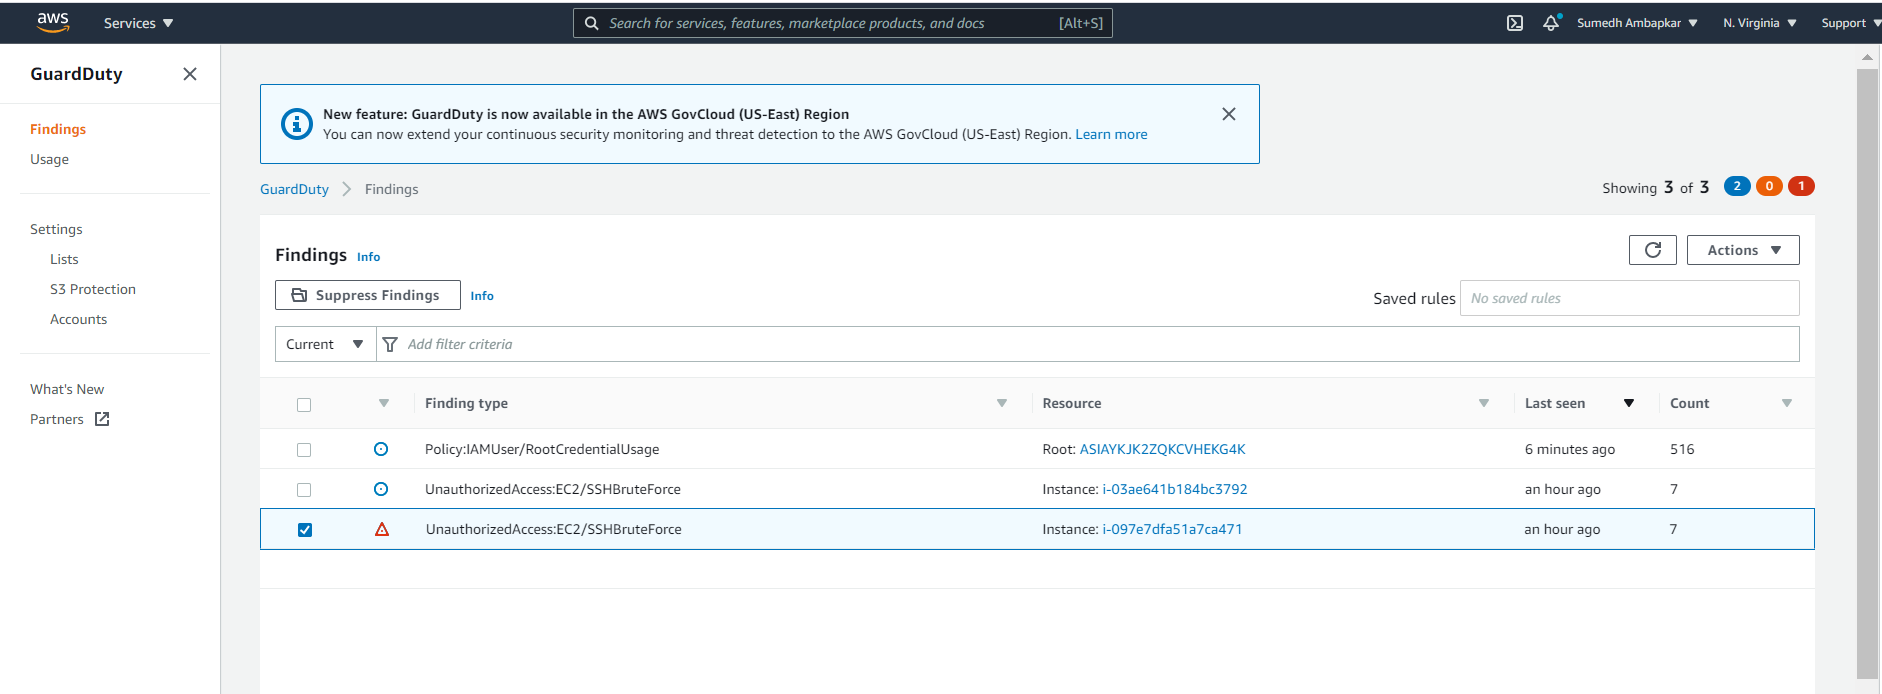 aws Services Search for services, features, marketplace products, and docs [Alt+S] Sumedh Ambapkar N. Virginia Support
GuardDuty
Findings
Usage
Settings
Lists
S3 Protection
Accounts
What's New
Partners
New feature: GuardDuty is now available in the AWS GovCloud (US-East) Region
You can now extend your continuous security monitoring and threat detection to the AWS GovCloud (US-East) Region. Learn more
GuardDuty Findings
Showing 3 of 3 2 0 1
Findings Info
Actions
Suppress Findings Info
Saved rules No saved rules
Current Add filter criteria
Finding type Resource Last seen Count
Policy:IAMUser/RootCredentialUsage Root: ASIAYKJK2ZQKCVHEKG4K 6 minutes ago 516
UnauthorizedAccess:EC2/SSHBruteForce Instance: i-03ae641b184bc3792 an hour ago 7
UnauthorizedAccess:EC2/SSHBruteForce Instance: i-097e7dfa51a7ca471 an hour ago 7